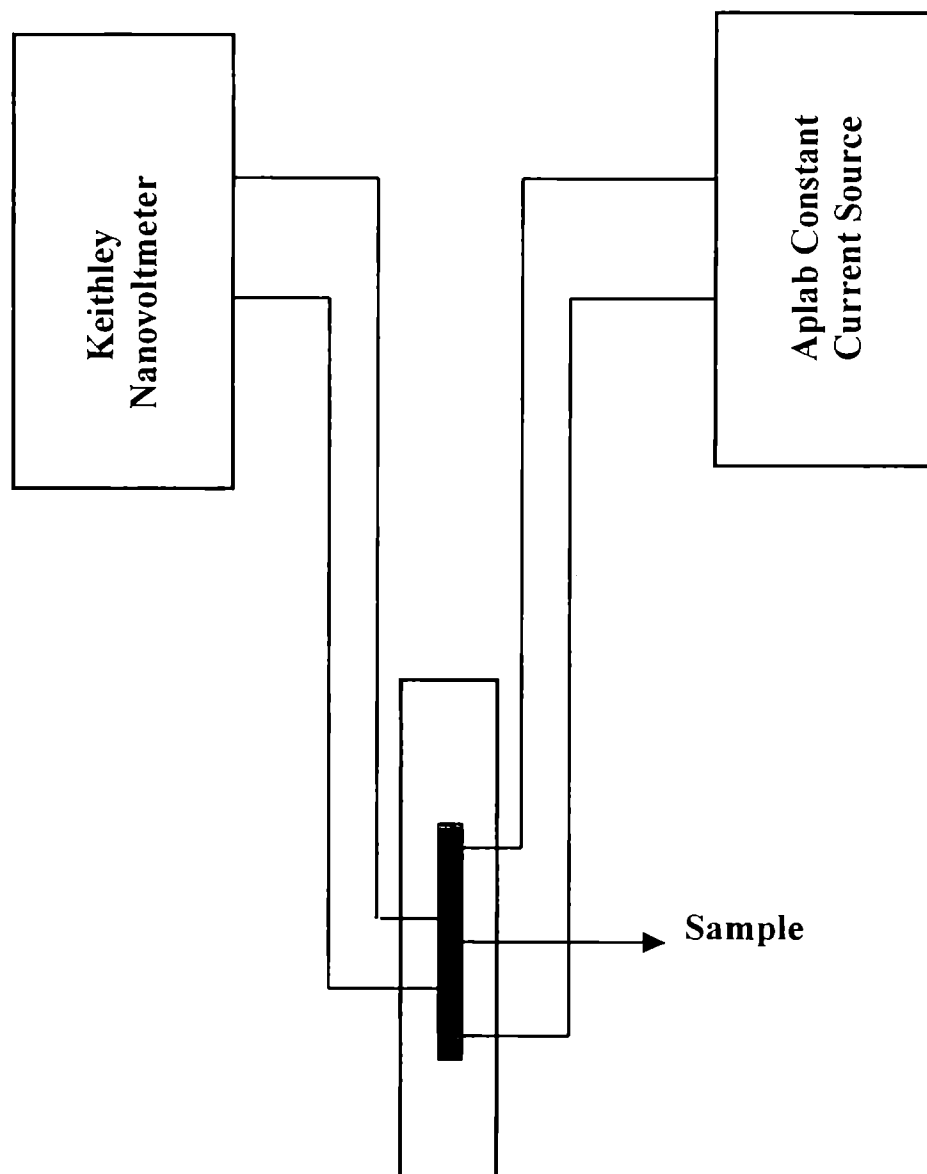 Keithley
Nanovoltmeter
Aplab Constant
Current Source
Sample